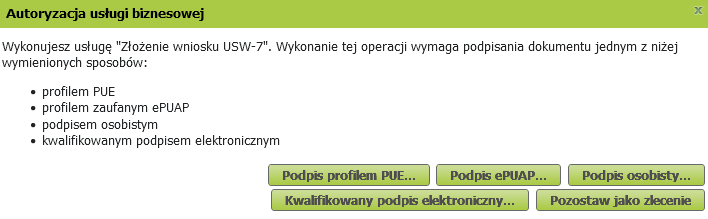 Autoryzacja usługi biznesowej
x
Wykonujesz usługę "Złożenie wniosku USW-7". Wykonanie tej operacji wymaga podpisania dokumentu jednym z niżej
wymienionych sposobów:
• profilem PUE
• profilem zaufanym ePUAP
• podpisem osobistym
• kwalifikowanym podpisem elektronicznym
Podpis profilem PUE... Podpis ePUAP... Podpis osobisty...
Kwalifikowany podpis elektroniczny... Pozostaw jako zlecenie